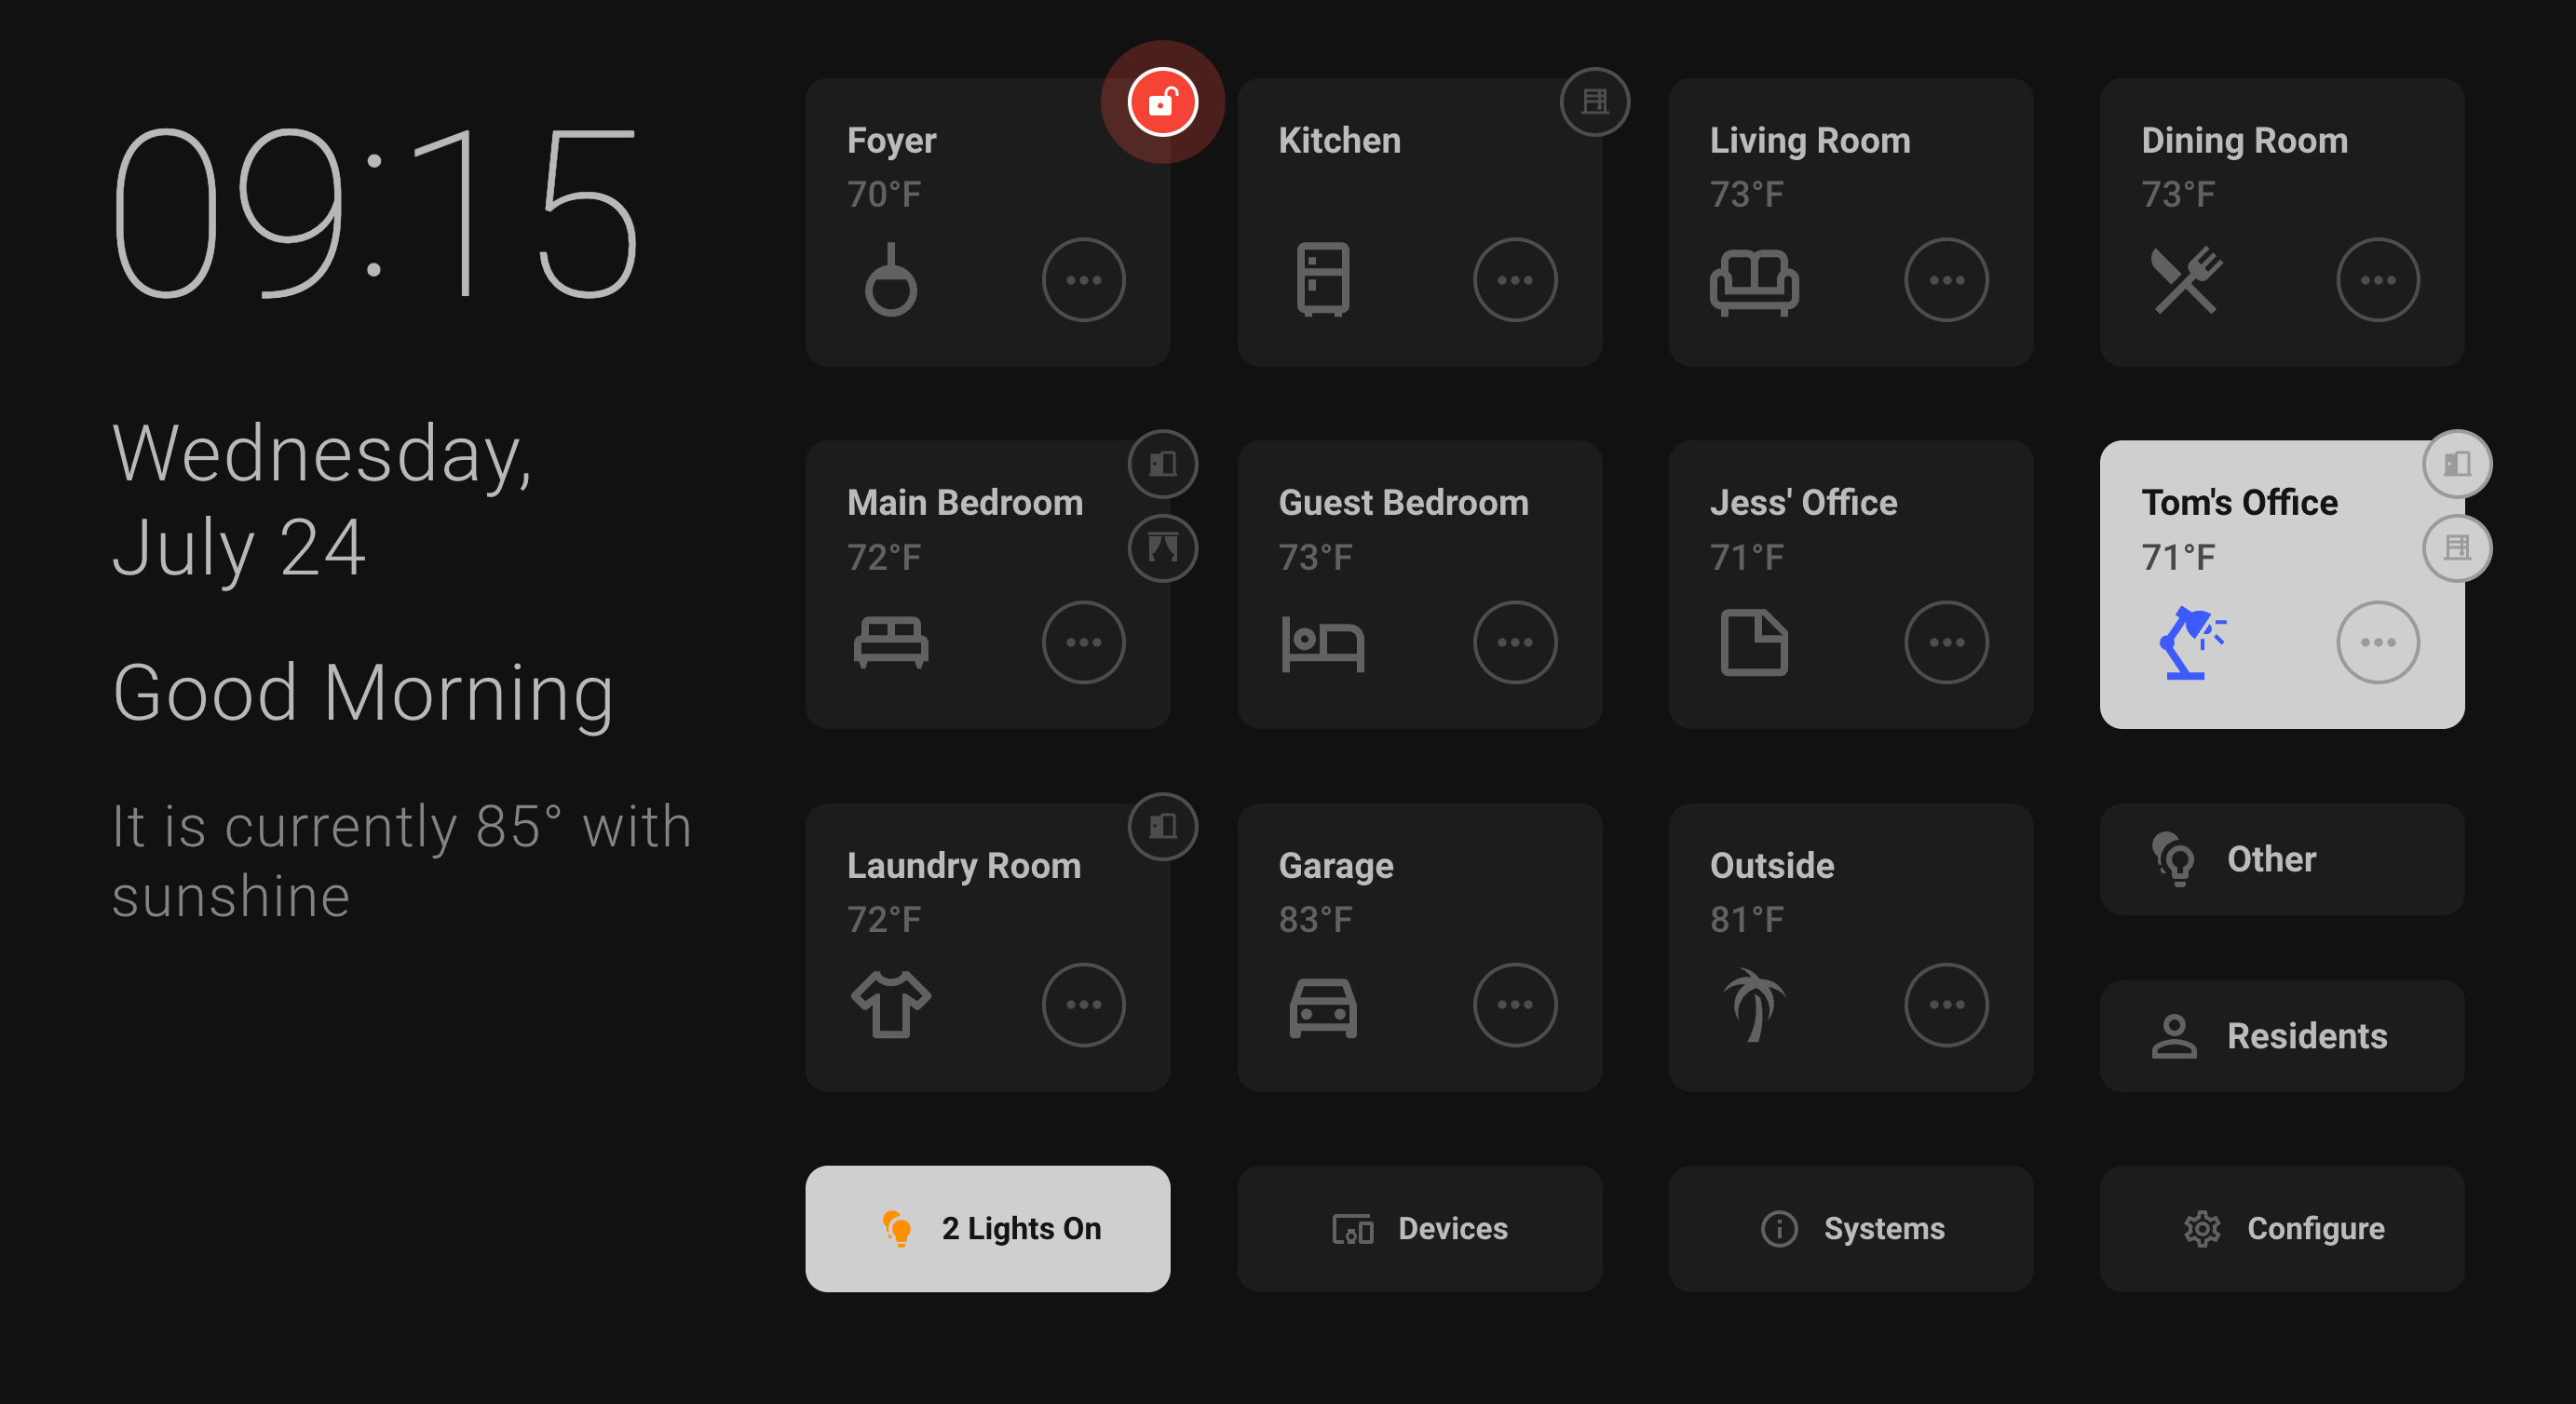 09:15
Wednesday,
July 24
Good Morning
It is currently 85° with
sunshine
Foyer
70°F
Kitchen
Living Room
73°F
Dining Room
73°F
Main Bedroom
72°F
Guest Bedroom
73°F
Jess' Office
71°F
Tom's Office
71°F
Laundry Room
72°F
Garage
83°F
Outside
81°F
Other
Residents
2 Lights On
Devices
Systems
Configure